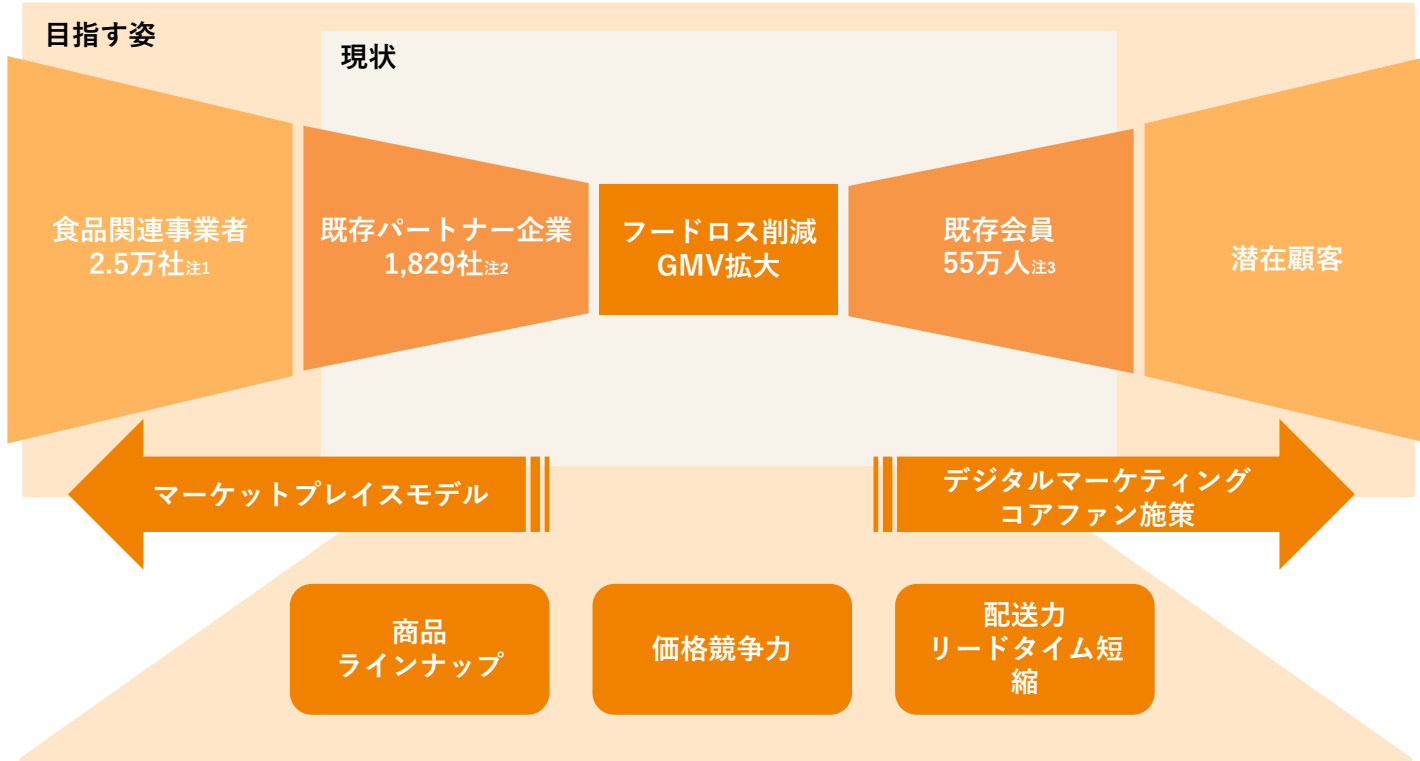 目指す姿
現状
食品関連事業者
2.5万社注1
既存パートナー企業
1,829社注2
フードロス削減
GMV拡大
既存会員
55万人注3
潜在顧客
マーケットプレイスモデル
デジタルマーケティング
コアファン施策
商品
ラインナップ
価格競争力
配送力
リードタイム短
縮